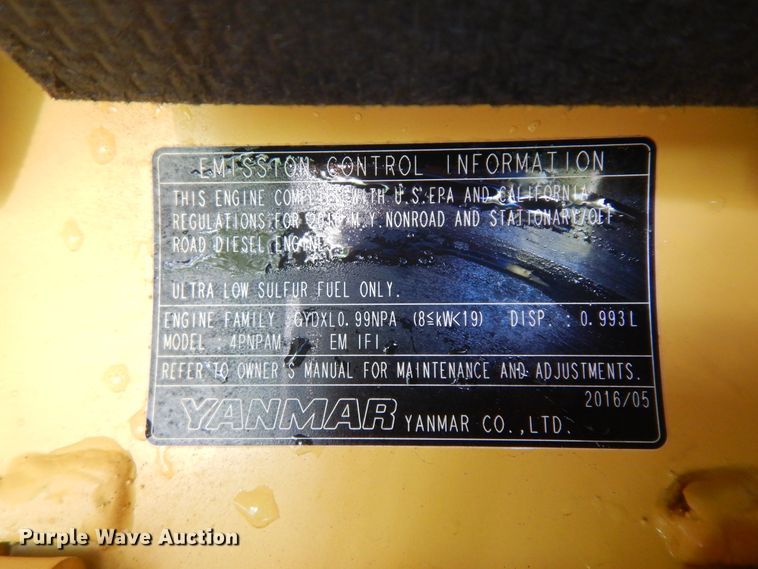 EMISSION CONTROL INFORMATION
THIS ENGINE COMPLIES WITH U.S.EPA AND CALIFORNIA
REGULATIONS FOR 2016 M.Y.NONROAD AND STATIONARY/OFF
ROAD DIESEL ENGINES
ULTRA LOW SULFUR FUEL ONLY.
ENGINE FAMILY GYDXL0.99NPA (8≦kW<19) DISP. : 0.993L
MODEL : 4PNPAM EM IFI
REFER TO OWNER'S MANUAL FOR MAINTENANCE AND ADJUSTMENTS.
2016/05
YANMAR YANMAR CO.,LTD.
Purple Wave Auction